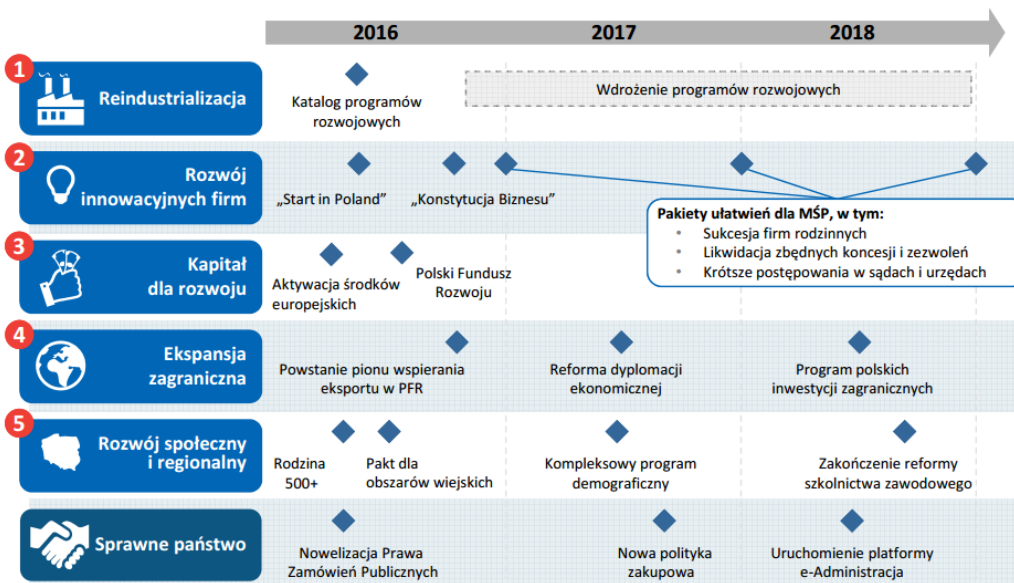 2016 2017 2018
1
Reindustrializacja
Katalog programów
rozwojowych
Wdrożenie programów rozwojowych
2
Rozwój
innowacyjnych firm
„Start in Poland”
„Konstytucja Biznesu”
Pakiety ułatwień dla MŚP, w tym:
• Sukcesja firm rodzinnych
• Likwidacja zbędnych koncesji i zezwoleń
• Krótsze postępowania w sądach i urzędach
3
Kapitał
dla rozwoju
Aktywacja środków
europejskich
Polski Fundusz
Rozwoju
4
Ekspansja
zagraniczna
Powstanie pionu wspierania
eksportu w PFR
Reforma dyplomacji
ekonomicznej
Program polskich
inwestycji zagranicznych
5
Rozwój społeczny
i regionalny
Rodzina
500+
Pakt dla
obszarów wiejskich
Kompleksowy program
demograficzny
Zakończenie reformy
szkolnictwa zawodowego
Sprawne państwo
Nowelizacja Prawa
Zamówień Publicznych
Nowa polityka
zakupowa
Uruchomienie platformy
e-Administracja